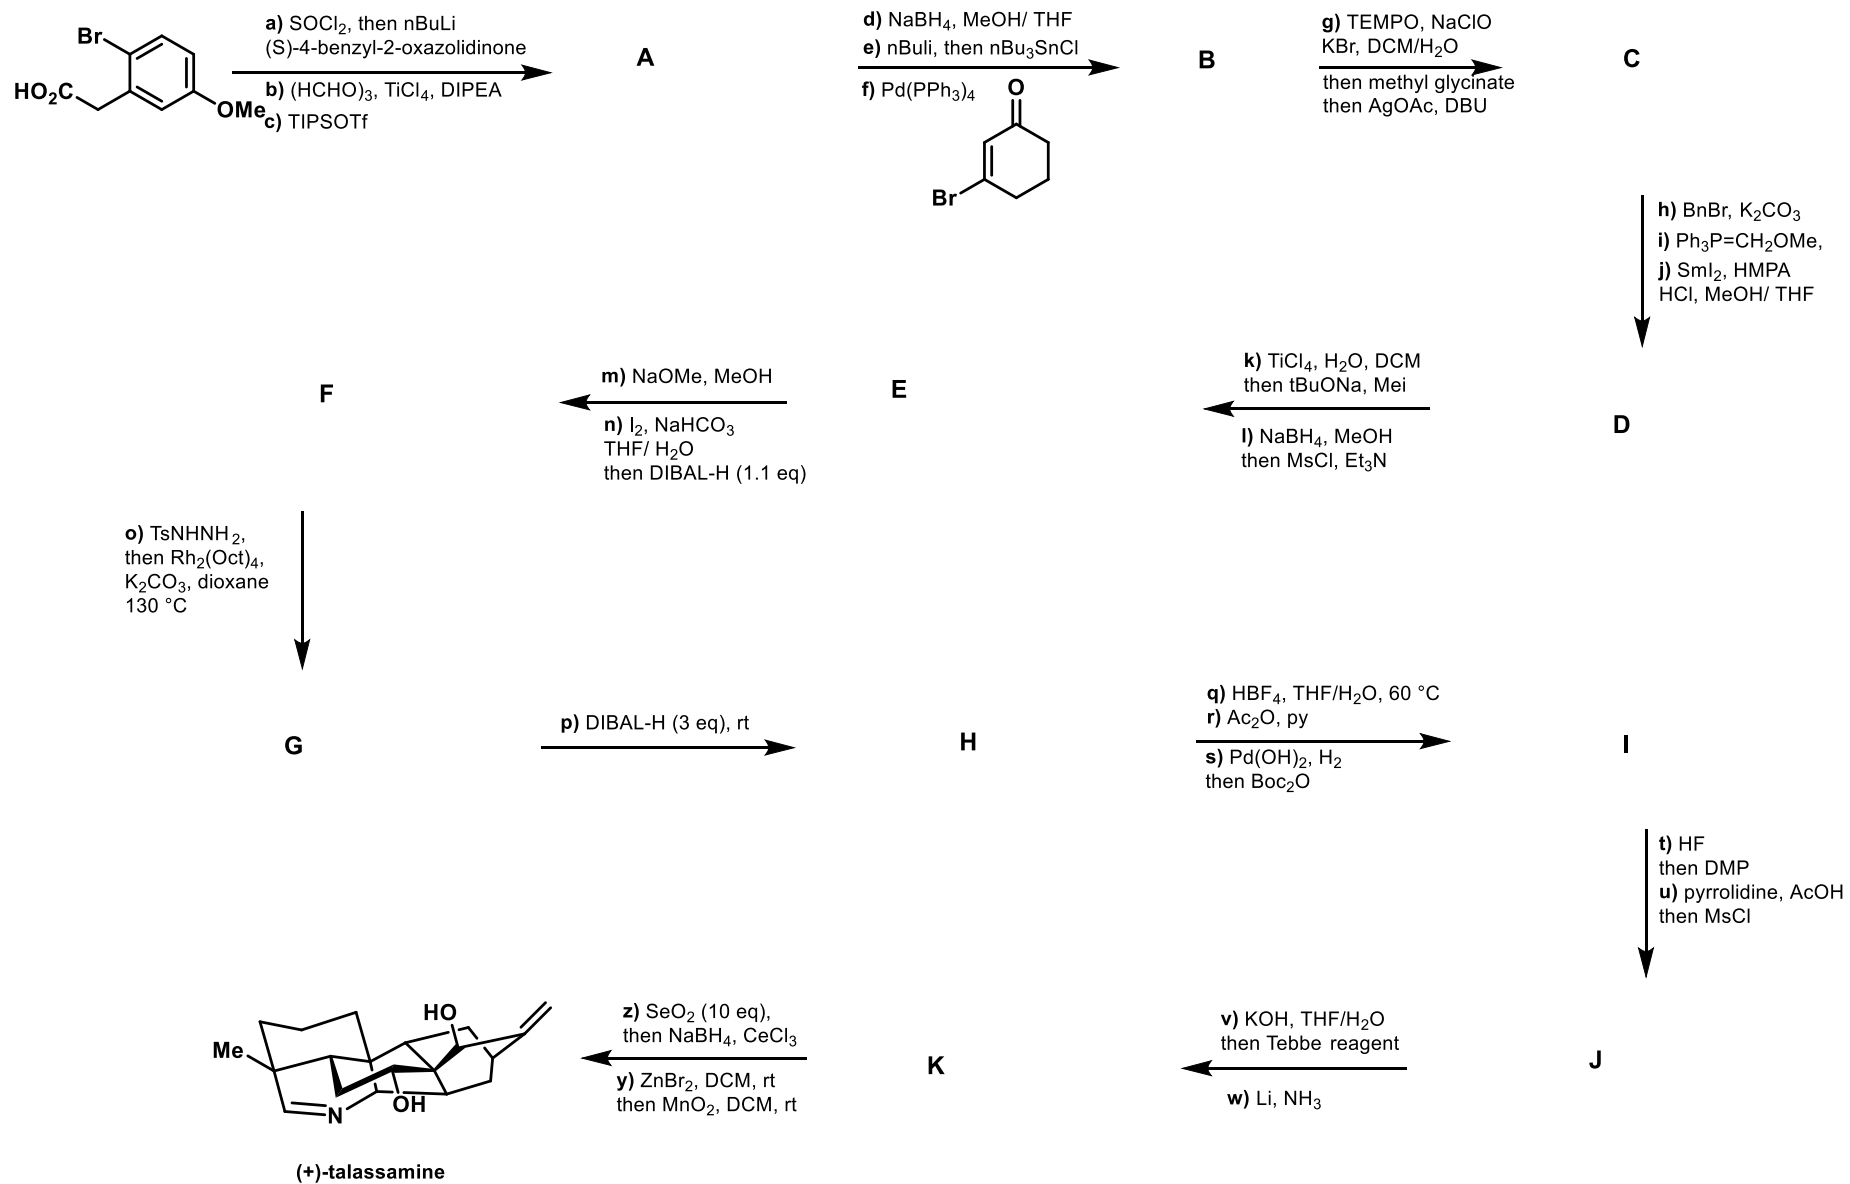 Br
HO2C
OMe
a) SOCl2, then nBuLi
(S)-4-benzyl-2-oxazolidinone
b) (HCHO)3, TiCl4, DIPEA
c) TIPSOTf
A
d) NaBH4, MeOH/ THF
e) nBuli, then nBu3SnCl
f) Pd(PPh3)4
O
Br
B
g) TEMPO, NaClO
KBr, DCM/H2O
then methyl glycinate
then AgOAc, DBU
C
h) BnBr, K2CO3
i) Ph3P=CH2OMe,
j) SmI2, HMPA
HCl, MeOH/ THF
D
k) TiCl4, H2O, DCM
then tBuONa, Mei
l) NaBH4, MeOH
then MsCl, Et3N
E
m) NaOMe, MeOH
n) I2, NaHCO3
THF/ H2O
then DIBAL-H (1.1 eq)
F
o) TsNHNH2,
then Rh2(Oct)4,
K2CO3, dioxane
130 °C
G
p) DIBAL-H (3 eq), rt
H
q) HBF4, THF/H2O, 60 °C
r) Ac2O, py
s) Pd(OH)2, H2
then Boc2O
I
t) HF
then DMP
u) pyrrolidine, AcOH
then MsCl
J
v) KOH, THF/H2O
then Tebbe reagent
w) Li, NH3
K
z) SeO2 (10 eq),
then NaBH4, CeCl3
y) ZnBr2, DCM, rt
then MnO2, DCM, rt
HO
Me
OH
N
(+)-talassamine